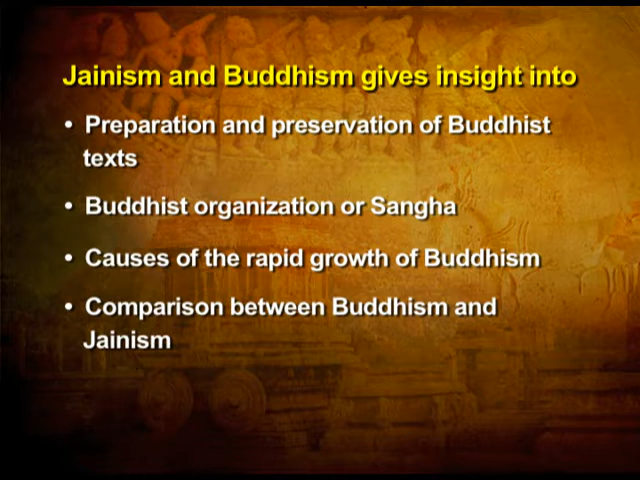 Jainism and Buddhism gives insight into
• Preparation and preservation of Buddhist
texts
• Buddhist organization or Sangha
• Causes of the rapid growth of Buddhism
• Comparison between Buddhism and
Jainism